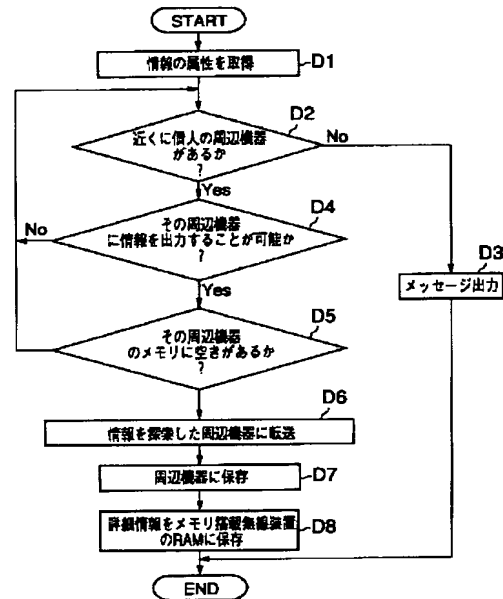 START
情報の属性を取得
D1
近くに個人の周辺機器
があるか
?
D2
No
Yes
その周辺機器
に情報を出力することが可能か
?
D4
No
Yes
D3
メッセージ出力
その周辺機器
のメモリに空きがあるか
?
D5
情報を探索した周辺機器に転送
D6
周辺機器に保存
D7
詳細情報をメモリ搭載無線装置
のRAMに保存
D8
END